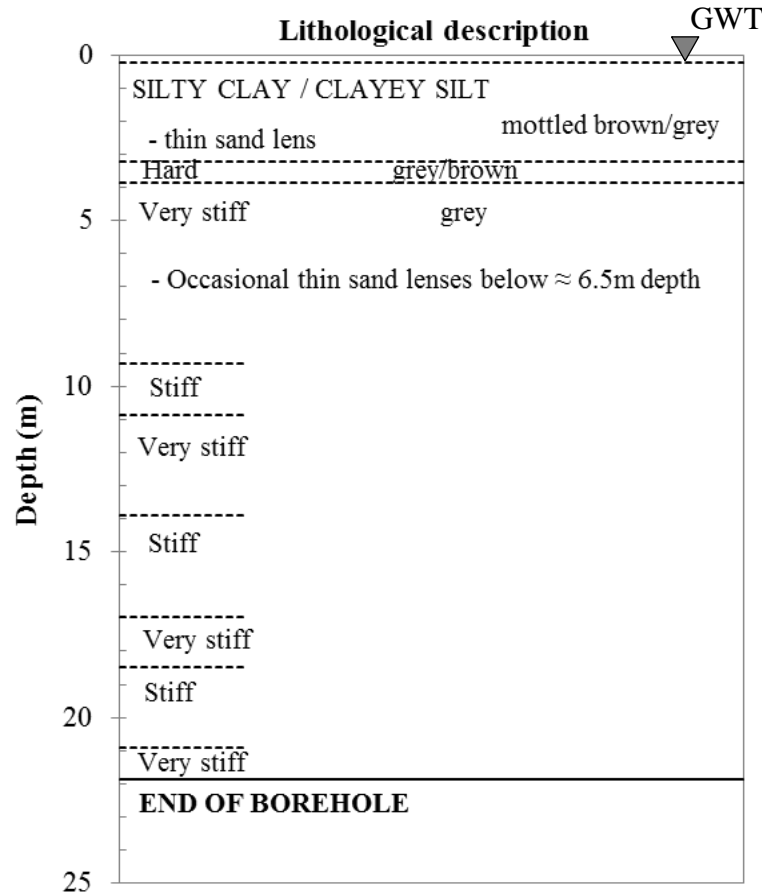 GWT
Lithological description
0
SILTY CLAY / CLAYEY SILT
mottled brown/grey
- thin sand lens
Hard grey/brown
5
Very stiff grey
- Occasional thin sand lenses below ≈ 6.5m depth
10
Stiff
Very stiff
Depth (m)
15
Stiff
Very stiff
20
Stiff
Very stiff
END OF BOREHOLE
25